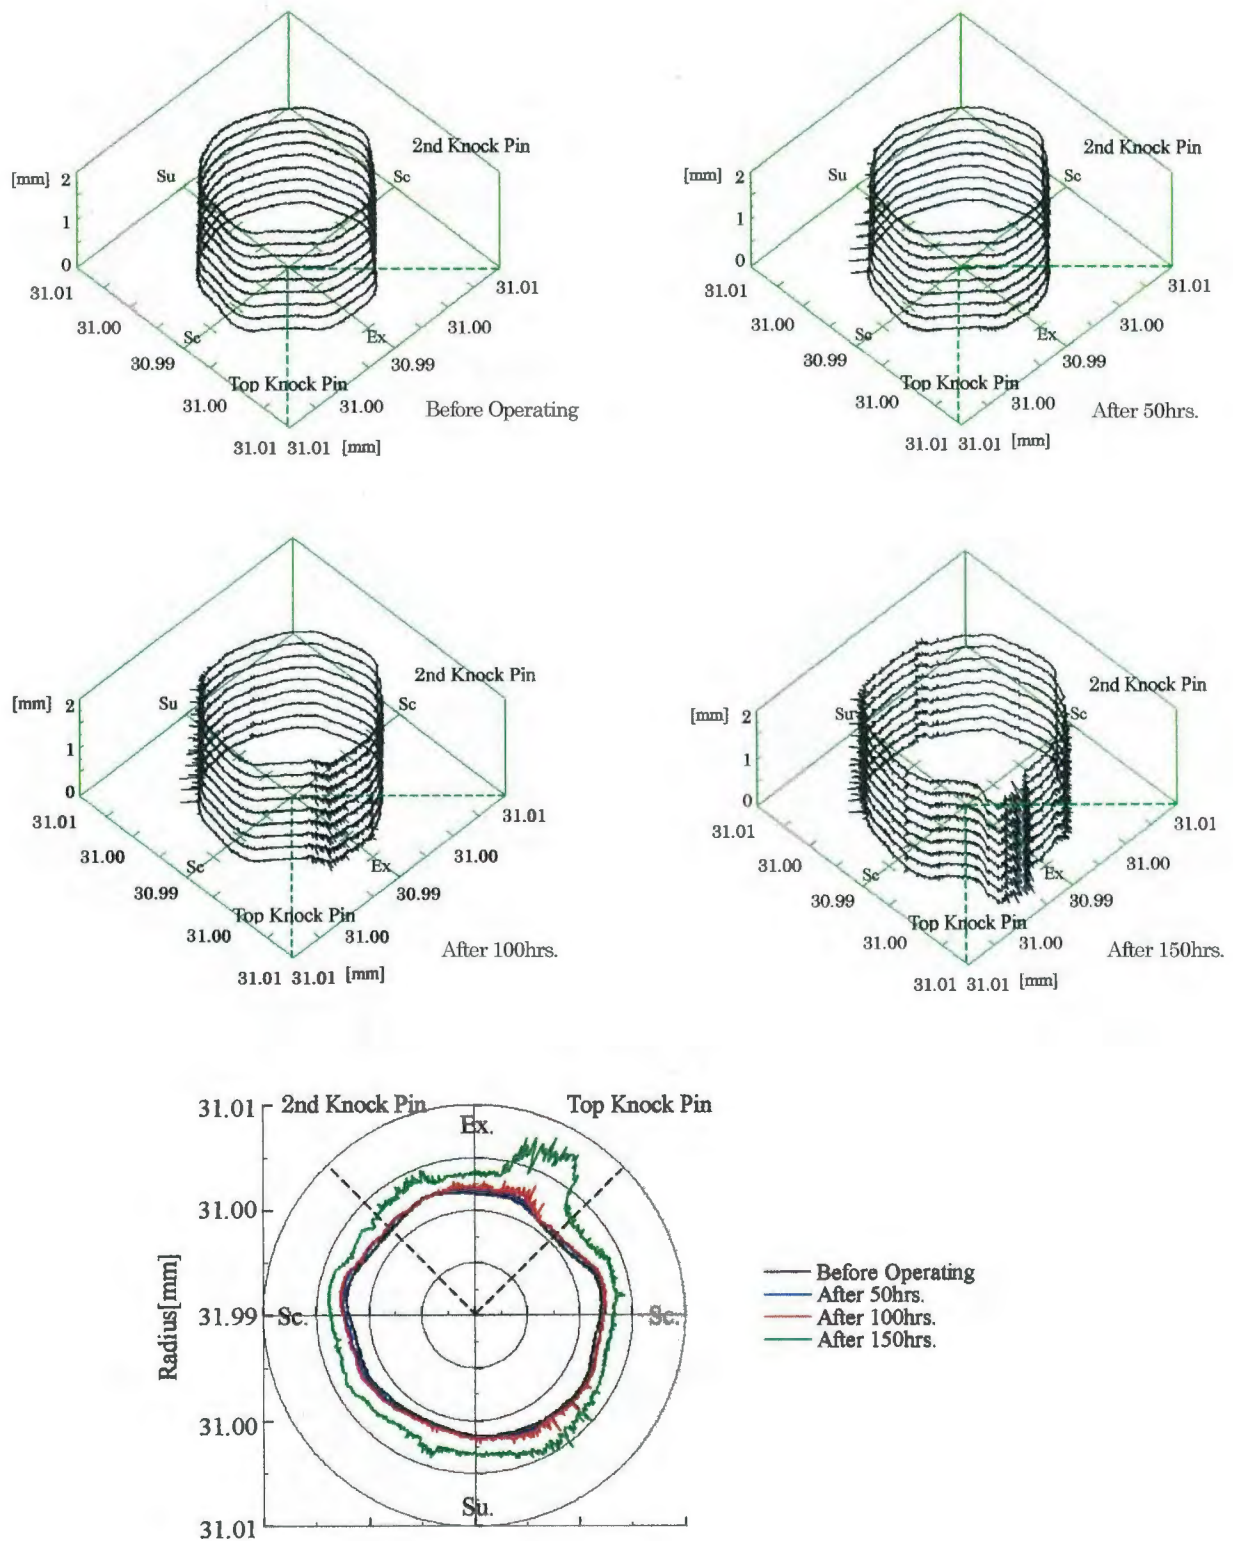 2nd Knock Pin
[mm] 2
Su
Sc
1
0
31.01
31.01
31.00
31.00
Sc
Ex
30.99
30.99
Top Knock Pin
31.00
31.00
Before Operating
31.01 31.01 [mm]
2nd Knock Pin
[mm] 2
Su
Sc
1
0
31.01
31.01
31.00
31.00
Sc
Ex
30.99
30.99
Top Knock Pin
31.00
31.00
After 50hrs.
31.01 31.01 [mm]
2nd Knock Pin
[mm] 2
Su
Sc
1
0
31.01
31.01
31.00
31.00
Sc
Ex
30.99
30.99
Top Knock Pin
31.00
31.00
After 100hrs.
31.01 31.01 [mm]
2nd Knock Pin
[mm] 2
Su
Sc
1
0
31.01
31.01
31.00
31.00
Sc
Ex
30.99
30.99
Top Knock Pin
31.00
31.00
After 150hrs.
31.01 31.01 [mm]
31.01
2nd Knock Pin
Top Knock Pin
Ex.
31.00
Radius[mm]
31.99
Sc.
Sc.
31.00
Su.
31.01
Before Operating
After 50hrs.
After 100hrs.
After 150hrs.